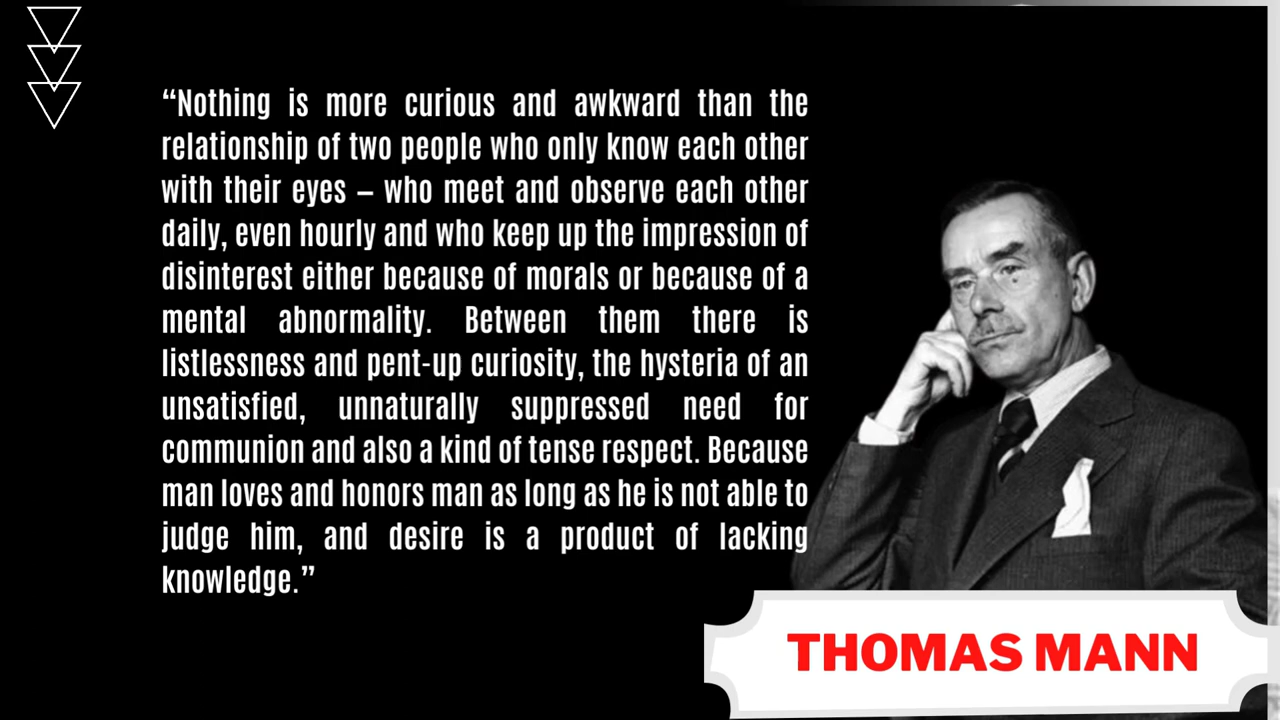 “Nothing is more curious and awkward than the
relationship of two people who only know each other
with their eyes – who meet and observe each other
daily, even hourly and who keep up the impression of
disinterest either because of morals or because of a
mental abnormality. Between them there is
listlessness and pent-up curiosity, the hysteria of an
unsatisfied, unnaturally suppressed need for
communion and also a kind of tense respect. Because
man loves and honors man as long as he is not able to
judge him, and desire is a product of lacking
knowledge.”
THOMAS MANN